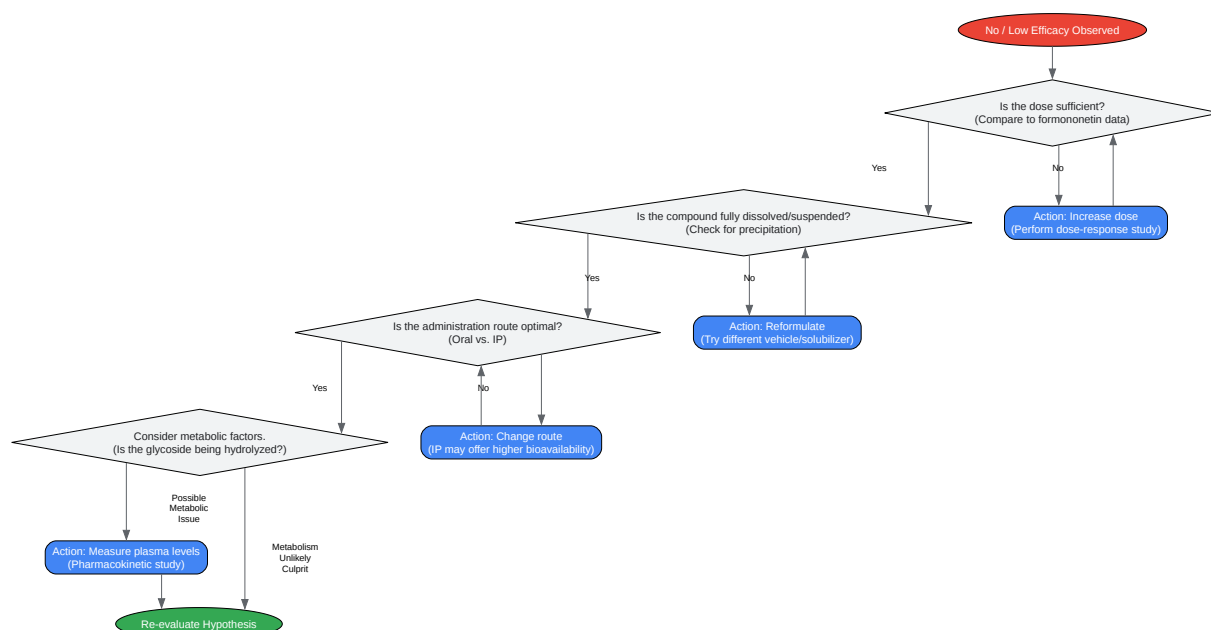 No / Low Efficacy Observed
Is the dose sufficient?
(Compare to formononetin data)
Yes
No
Is the compound fully dissolved/suspended?
(Check for precipitation)
Action: Increase dose
(Perform dose-response study)
Yes
No
Is the administration route optimal?
(Oral vs. IP)
Action: Reformulate
(Try different vehicle/solubilizer)
Yes
No
Consider metabolic factors.
(Is the glycoside being hydrolyzed?)
Action: Change route
(IP may offer higher bioavailability)
Possible
Metabolic
Issue
Action: Measure plasma levels
(Pharmacokinetic study)
Metabolism
Unlikely
Culprit
Re-evaluate Hypothesis